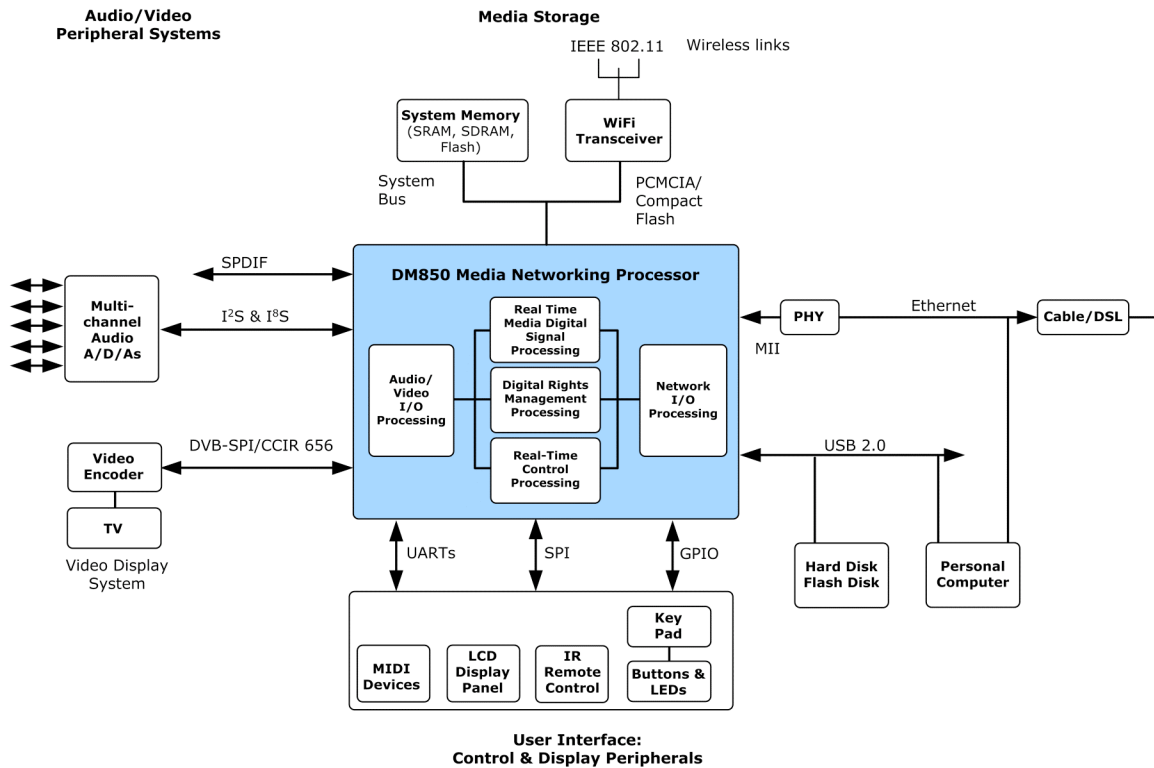 Audio/Video
Peripheral Systems
Media Storage
IEEE 802.11
Wireless links
System Memory
(SRAM, SDRAM,
Flash)
WiFi
Transceiver
System
Bus
PCMCIA/
Compact
Flash
DM850 Media Networking Processor
SPDIF
Multi-
channel
Audio
A/D/As
I²S & I⁸S
Real Time
Media Digital
Signal
Processing
PHY
Ethernet
Cable/DSL
MII
Audio/
Video
I/O
Processing
Digital Rights
Management
Processing
Network
I/O
Processing
DVB-SPI/CCIR 656
Video
Encoder
Real-Time
Control
Processing
USB 2.0
TV
Video Display
System
UARTs
SPI
GPIO
Hard Disk
Flash Disk
Personal
Computer
Key
Pad
MIDI
Devices
LCD
Display
Panel
IR
Remote
Control
Buttons &
LEDs
User Interface:
Control & Display Peripherals